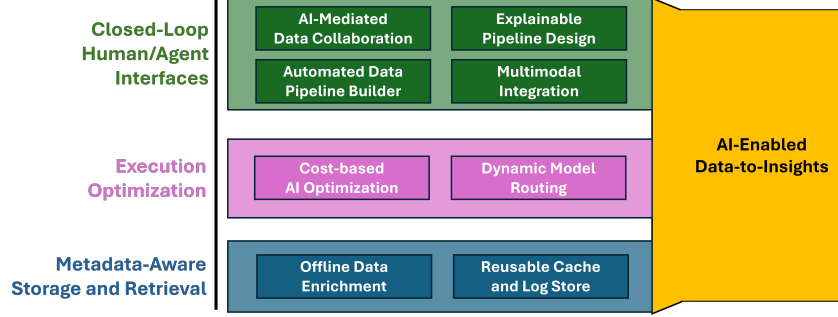 Closed-Loop
Human/Agent
Interfaces
AI-Mediated
Data Collaboration
Explainable
Pipeline Design
Automated Data
Pipeline Builder
Multimodal
Integration
Execution
Optimization
Cost-based
AI Optimization
Dynamic Model
Routing
Metadata-Aware
Storage and Retrieval
Offline Data
Enrichment
Reusable Cache
and Log Store
AI-Enabled
Data-to-Insights